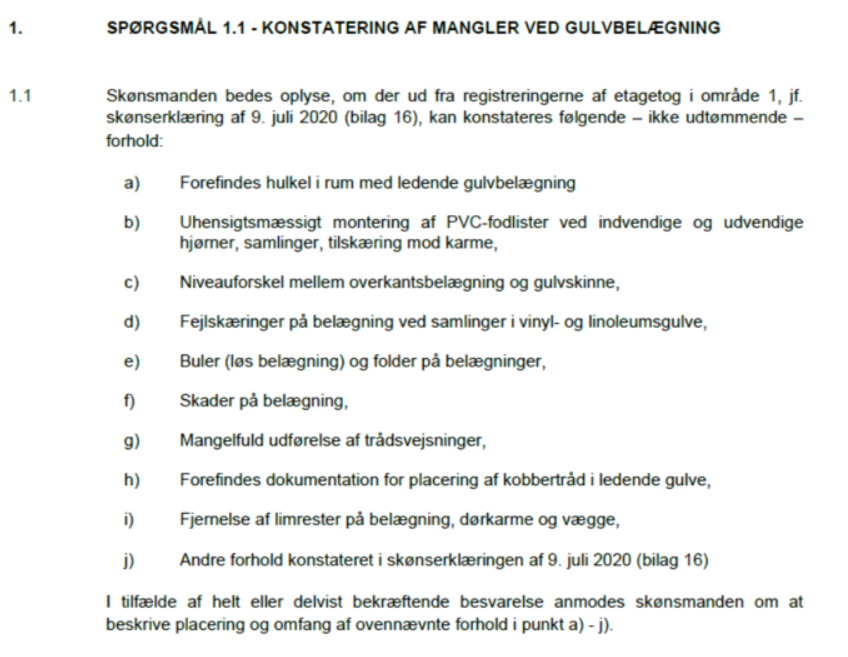 1. SPØRGSMÅL 1.1 - KONSTATERING AF MANGLER VED GULVBELÆGNING
1.1 Skønsmanden bedes oplyse, om der ud fra registreringerne af etagetog i område 1, jf.
skønserklæring af 9. juli 2020 (bilag 16), kan konstateres følgende – ikke udtømmende –
forhold:
a) Forefindes hulkel i rum med ledende gulvbelægning
b) Uhensigtsmæssigt montering af PVC-fodlister ved indvendige og udvendige
hjørner, samlinger, tilskæring mod karme,
c) Niveauforskel mellem overkantsbelægning og gulvskinne,
d) Fejlskæringer på belægning ved samlinger i vinyl- og linoleumsgulve,
e) Buler (løs belægning) og folder på belægninger,
f) Skader på belægning,
g) Mangelfuld udførelse af trådsvejsninger,
h) Forefindes dokumentation for placering af kobbertråd i ledende gulve,
i) Fjernelse af limrester på belægning, dørkarme og vægge,
j) Andre forhold konstateret i skønserklæringen af 9. juli 2020 (bilag 16)
I tilfælde af helt eller delvist bekræftende besvarelse anmodes skønsmanden om at
beskrive placering og omfang af ovennævnte forhold i punkt a) - j).